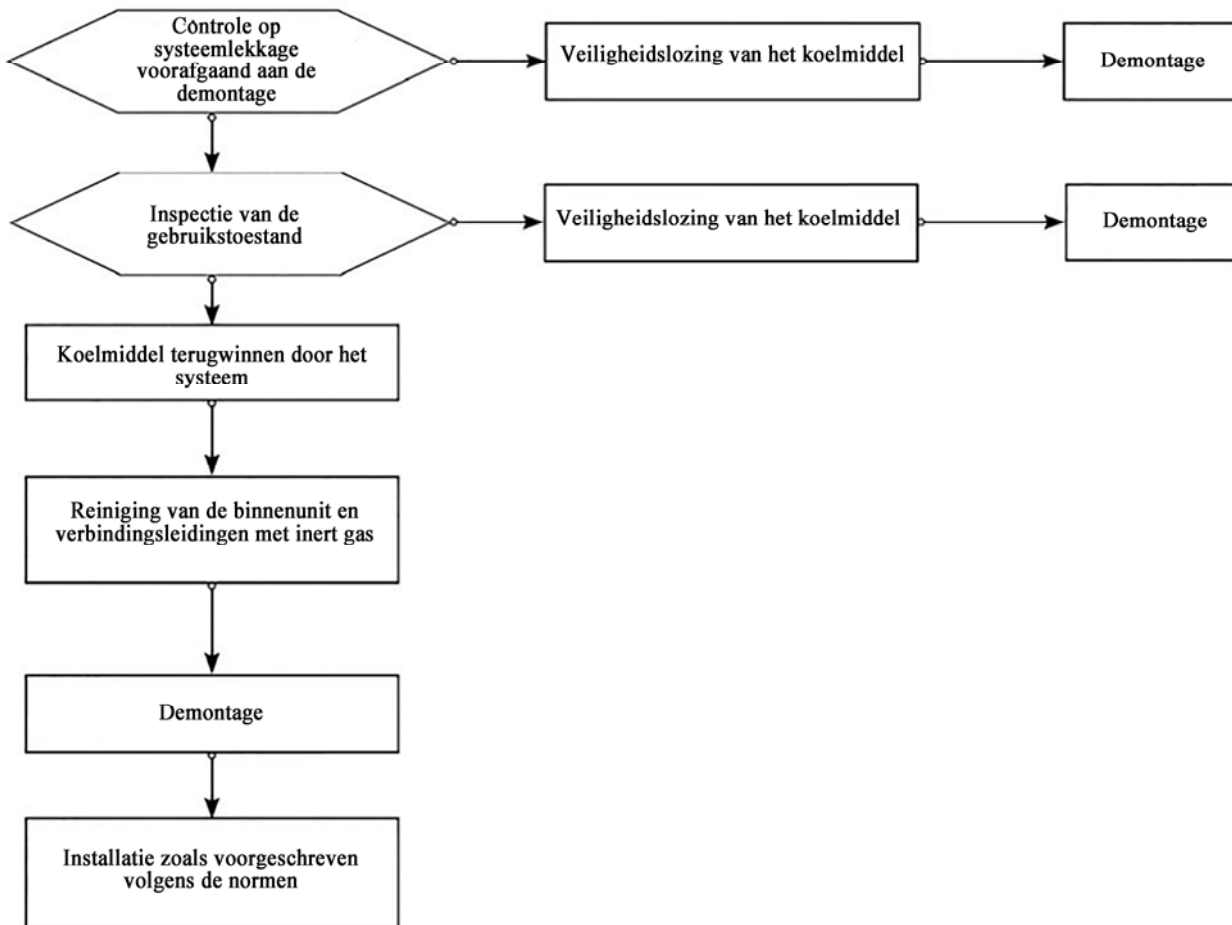 Controle op
systeemlekkage
voorafgaand aan de
demontage
Veiligheidslozing van het koelmiddel
Demontage
Inspectie van de
gebruikstoestand
Veiligheidslozing van het koelmiddel
Demontage
Koelmiddel terugwinnen door het
systeem
Reiniging van de binnenunit en
verbindingsleidingen met inert gas
Demontage
Installatie zoals voorgeschreven
volgens de normen